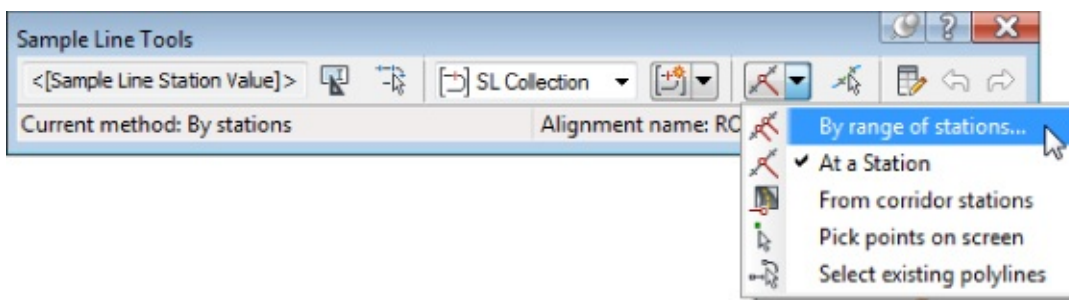 Sample Line Tools
<[Sample Line Station Value]> SL Collection
Current method: By stations Alignment name: RO
By range of stations...
At a Station
From corridor stations
Pick points on screen
Select existing polylines